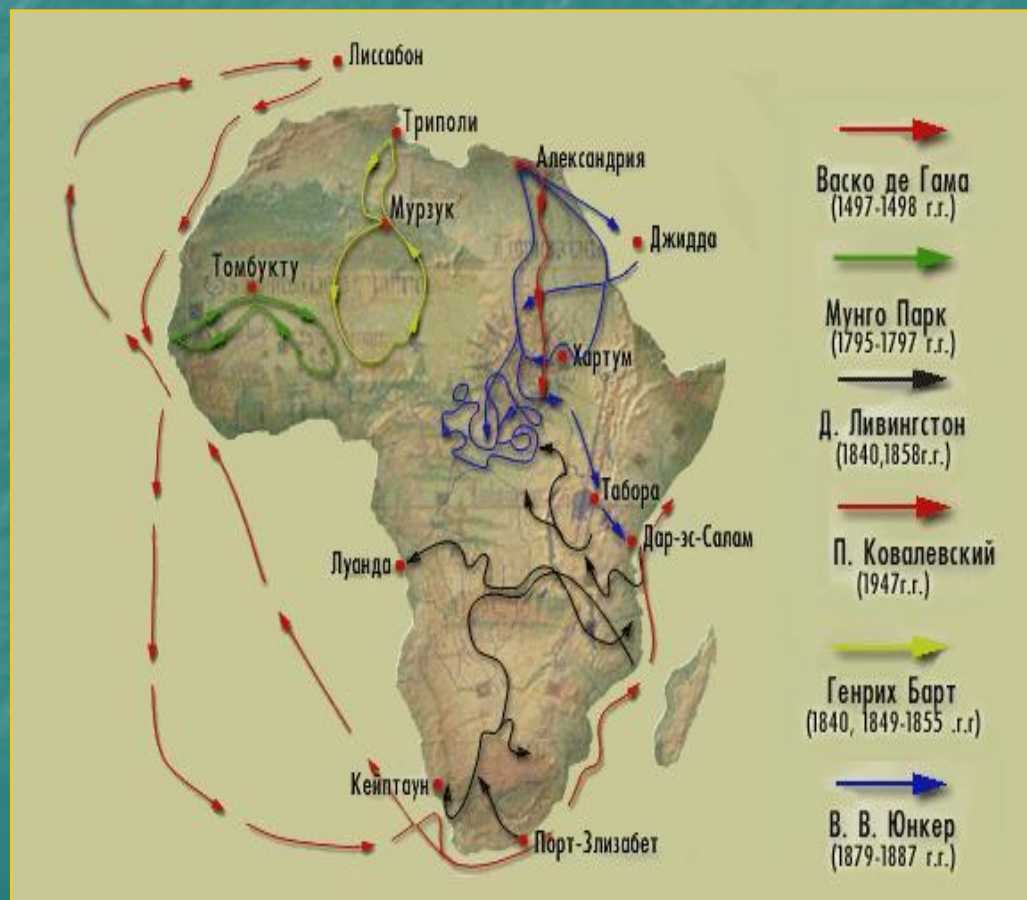 Лиссабон
Триполи
Александрия
Мурзук
Джидда
Томбукту
Хартум
Табора
Дар-эс-Салам
Луанда
Кейптаун
Порт-Злизабет
Васко де Гама
(1497-1498 г.г.)
Мунго Парк
(1795-1797 г.г.)
Д. Ливингстон
(1840,1858г.г.)
П. Ковалевский
(1947г.г.)
Генрих Барт
(1840, 1849-1855 .г.г)
В. В. Юнкер
(1879-1887 г.г.)